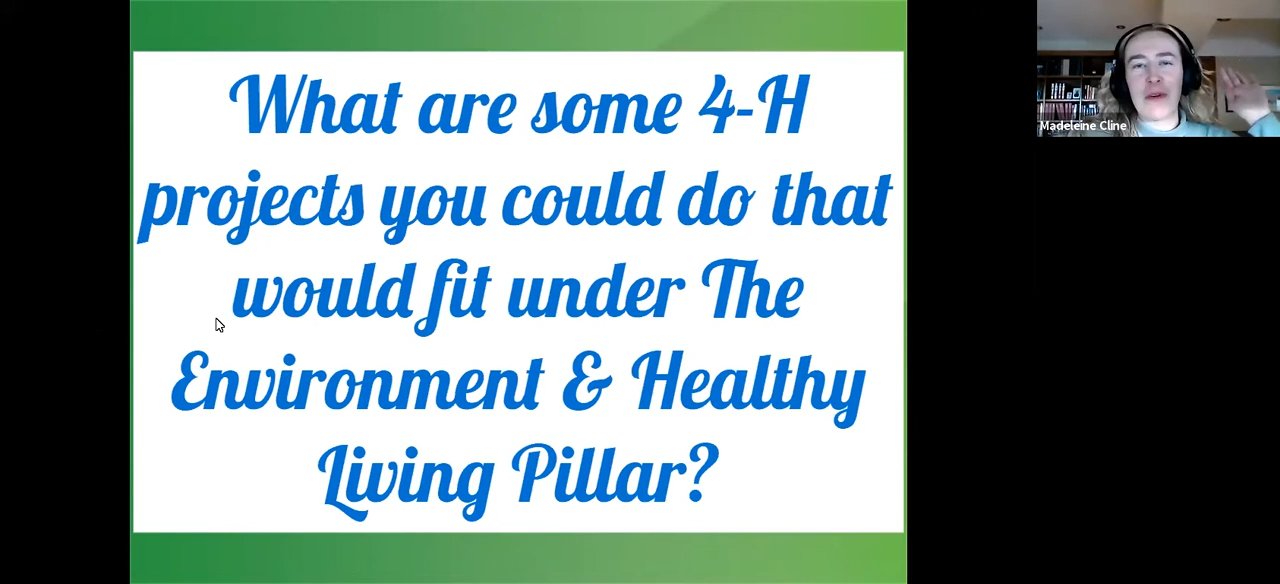 What are some 4-H
projects you could do that
would fit under The
Environment & Healthy
Living Pillar?
Madeleine Cline